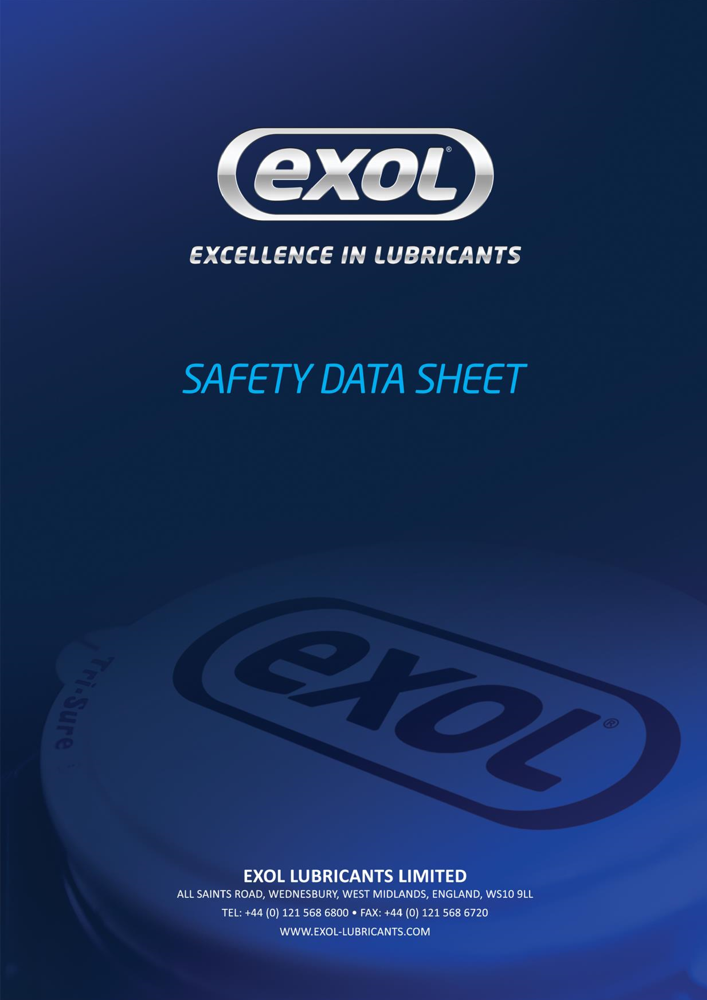 exol®
EXCELLENCE IN LUBRICANTS
SAFETY DATA SHEET
Tri-Sure
exol®
EXOL LUBRICANTS LIMITED
ALL SAINTS ROAD, WEDNESBURY, WEST MIDLANDS, ENGLAND, WS10 9LL
TEL: +44 (0) 121 568 6800 • FAX: +44 (0) 121 568 6720
WWW.EXOL-LUBRICANTS.COM